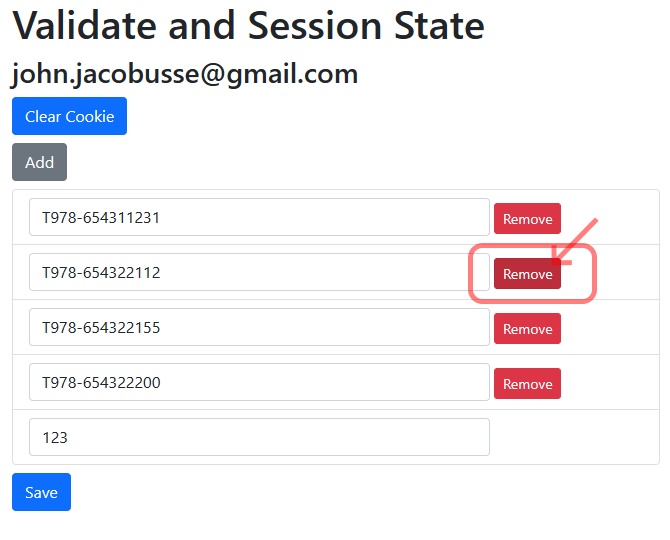 Validate and Session State
john.jacobusse@gmail.com
Clear Cookie
Add
T978-654311231 Remove
T978-654322112 Remove
T978-654322155 Remove
T978-654322200 Remove
123
Save